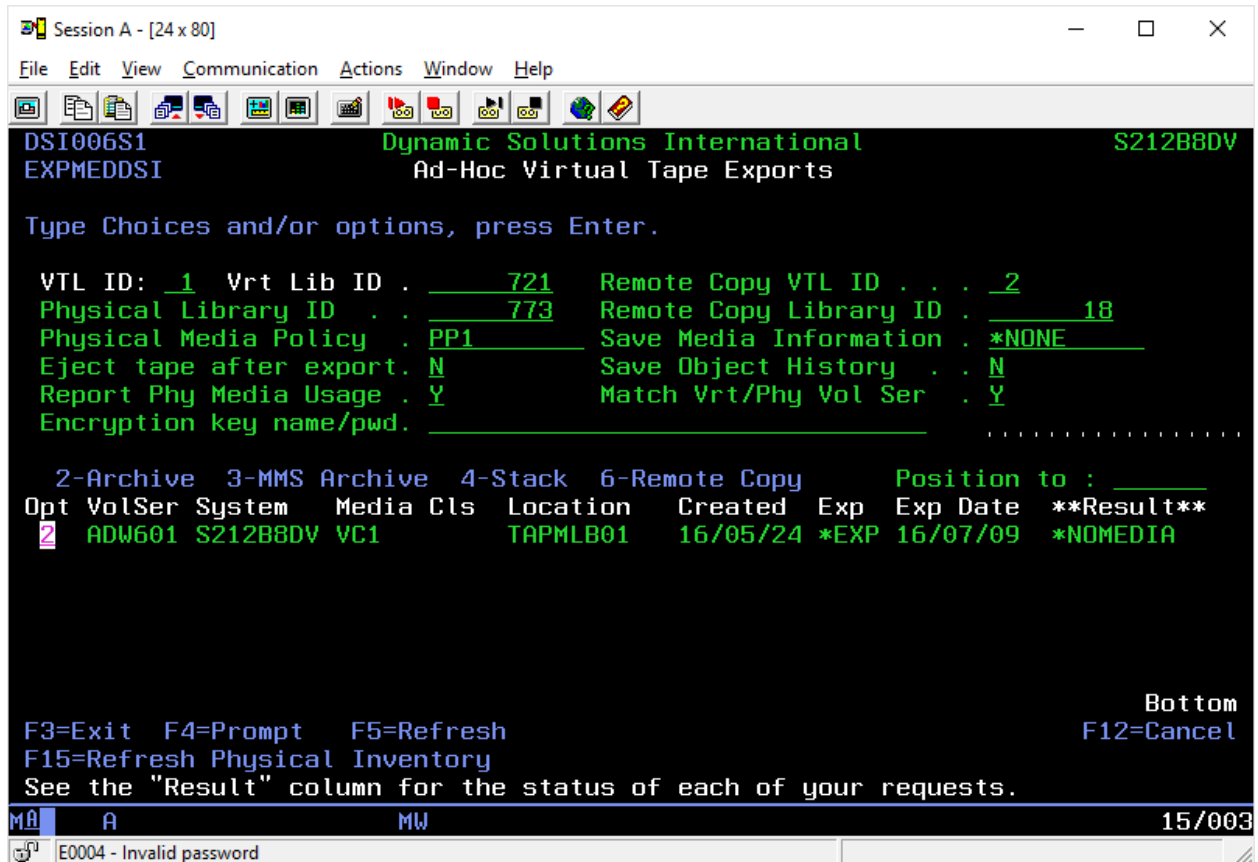 Session A - [24 x 80]
File Edit View Communication Actions Window Help
DSI006S1 Dynamic Solutions International S212B8DV
EXPMEDDSI Ad-Hoc Virtual Tape Exports
Type Choices and/or options, press Enter.
VTL ID: 1 Vrt Lib ID . 721 Remote Copy VTL ID . . . 2
Physical Library ID . . 773 Remote Copy Library ID . 18
Physical Media Policy . PP1 Save Media Information . *NONE
Eject tape after export. N Save Object History . . N
Report Phy Media Usage . Y Match Vrt/Phy Vol Ser . Y
Encryption key name/pwd.
2-Archive 3-MMS Archive 4-Stack 6-Remote Copy Position to :
Opt VolSer System Media Cls Location Created Exp Exp Date **Result**
2 ADW601 S212B8DV VC1 TAPMLB01 16/05/24 *EXP 16/07/09 *NOMEDIA
Bottom
F3=Exit F4=Prompt F5=Refresh F12=Cancel
F15=Refresh Physical Inventory
See the "Result" column for the status of each of your requests.
MA A MW 15/003
E0004 - Invalid password